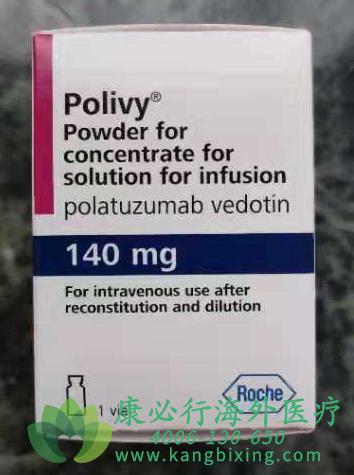 Polivy®
Powder for
concentrate for
solution for infusion
polatuzumab vedotin
140 mg
For intravenous use after
reconstitution and dilution
1 vial
Roche
康必行海外医疗
4006-130-650
www.kangbixing.com